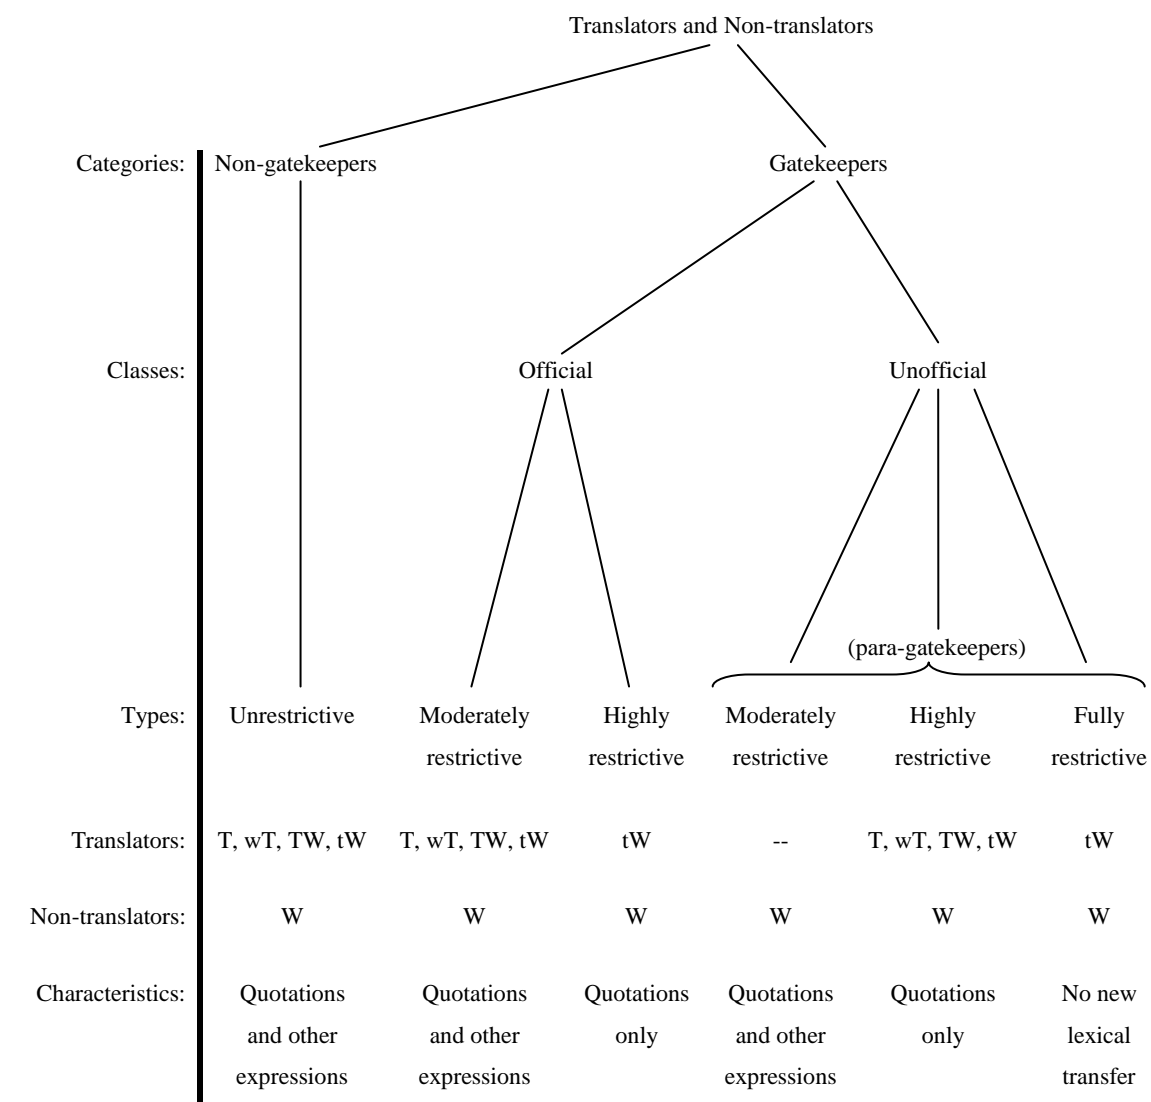 Translators and Non-translators
Categories: Non-gatekeepers Gatekeepers
Classes: Official Unofficial
(para-gatekeepers)
Types: Unrestrictive Moderately Highly Moderately Highly Fully
restrictive restrictive restrictive restrictive restrictive
Translators: T, wT, TW, tW T, wT, TW, tW tW -- T, wT, TW, tW tW
Non-translators: W W W W W W
Characteristics: Quotations Quotations Quotations Quotations Quotations No new
and other and other only and other only lexical
expressions expressions expressions transfer